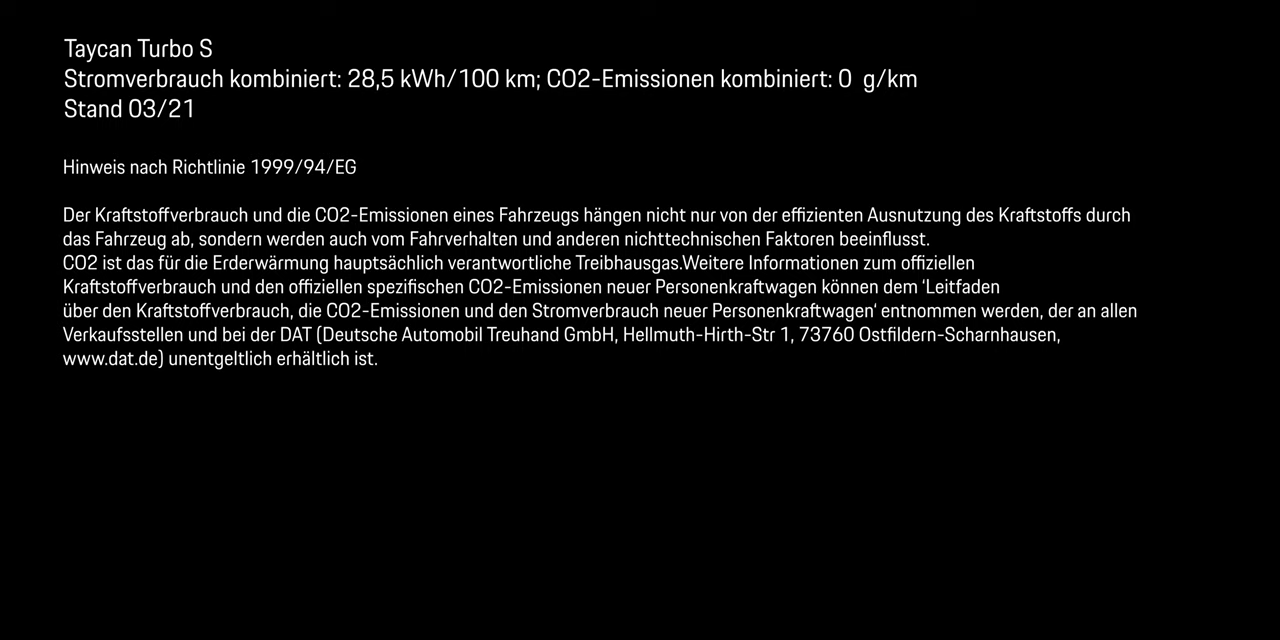 Taycan Turbo S
Stromverbrauch kombiniert: 28,5 kWh/100 km; CO2-Emissionen kombiniert: 0  g/km
Stand 03/21
Hinweis nach Richtlinie 1999/94/EG
Der Kraftstoffverbrauch und die CO2-Emissionen eines Fahrzeugs hängen nicht nur von der effizienten Ausnutzung des Kraftstoffs durch
das Fahrzeug ab, sondern werden auch vom Fahrverhalten und anderen nichttechnischen Faktoren beeinflusst.
CO2 ist das für die Erderwärmung hauptsächlich verantwortliche Treibhausgas.Weitere Informationen zum offiziellen
Kraftstoffverbrauch und den offiziellen spezifischen CO2-Emissionen neuer Personenkraftwagen können dem ‘Leitfaden
über den Kraftstoffverbrauch, die CO2-Emissionen und den Stromverbrauch neuer Personenkraftwagen‘ entnommen werden, der an allen
Verkaufsstellen und bei der DAT (Deutsche Automobil Treuhand GmbH, Hellmuth-Hirth-Str 1, 73760 Ostfildern-Scharnhausen,
www.dat.de) unentgeltlich erhältlich ist.